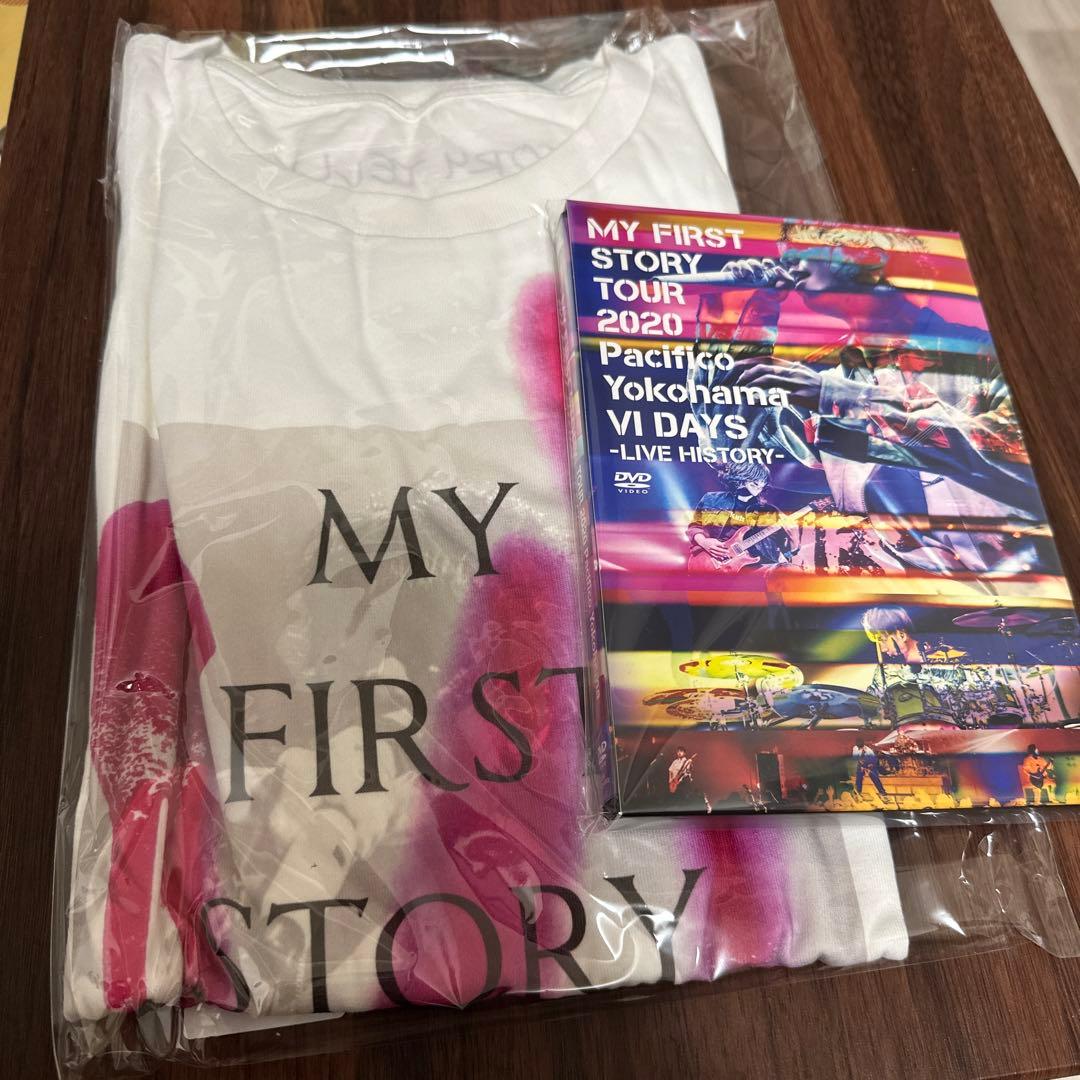 MY
FIRST
STORY
MY FIRST
STORY
TOUR
2020
Pacifico
Yokohama
VI DAYS
-LIVE HISTORY-
DVD
VIDEO